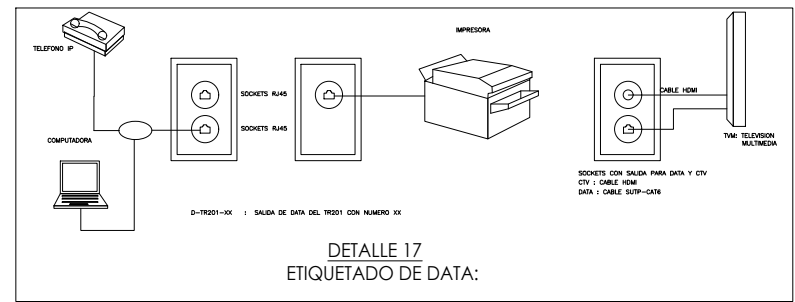 IMPRESORA
TELEFONO IP
SOCKETS RJ45
CABLE HDMI
SOCKETS RJ45
COMPUTADORA
TVM: TELEVISION
MULTIMEDIA
SOCKETS CON SALIDA PARA DATA Y CTV
CTV : CABLE HDMI
DATA : CABLE SUTP-CAT6
D-TR201-XX : SALIDA DE DATA DEL TR201 CON NUMERO XX
DETALLE 17
ETIQUETADO DE DATA: